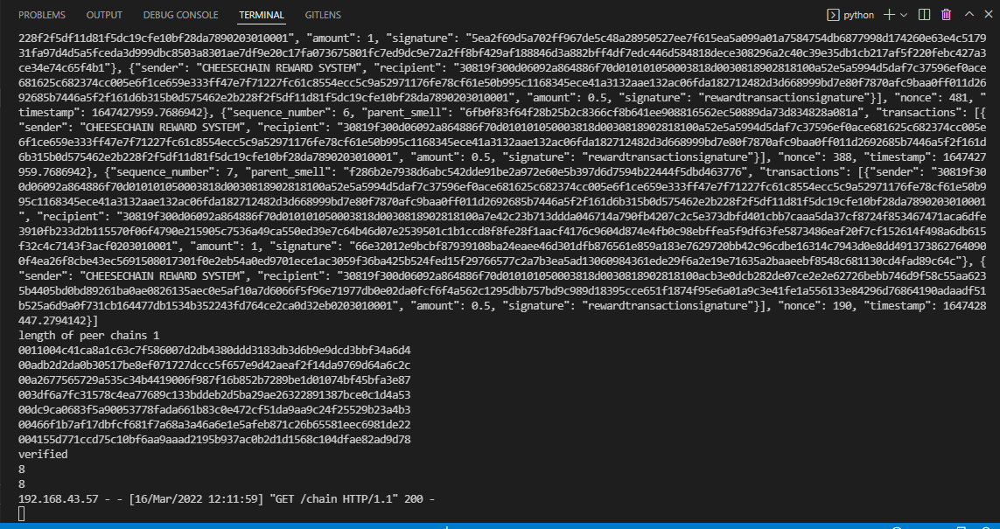 PROBLEMS OUTPUT DEBUG CONSOLE TERMINAL GITLENS python
228f2f5df11d81f5dc19cfe10bf28da7890203010001", "amount": 1, "signature": "5ea2f69d5a702ff967de5c48a28950527ee7f615ea5a099a01a7584754db6877998d174260e63e4c5179
31fa97d4d5a5fceda3d999dbc8503a8301ae7df9e20c17fa073675801fc7ed9dc9e72a2ff8bf429af188846d3a882bff4df7edc446d584818dece308296a2c40c39e35db1cb217af5f220febc427a3
ce34e74c65f4b1"}, {"sender": "CHEESECHAIN REWARD SYSTEM", "recipient": "30819f300d06092a864886f70d010101050003818d0030818902818100a52e5a5994d5daf7c37596ef0ace
681625c682374cc005e6f1ce659e333ff47e7f71227fc61c8554ecc5c9a52971176fe78cf61e50b995c1168345ece41a3132aae132ac06fda182712482d3d668999bd7e80f7870afc9baa0ff011d26
92685b7446a5f2f161d6b315b0d575462e2b228f2f5df11d81f5dc19cfe10bf28da7890203010001", "amount": 0.5, "signature": "rewardtransactionsignature"}], "nonce": 481, "
timestamp": 1647427959.7686942}, {"sequence_number": 6, "parent_smell": "6fb0f83f64f28b25b2c8366cf8b641ee908816562ec50889da73d834828a081a", "transactions": [{
"sender": "CHEESECHAIN REWARD SYSTEM", "recipient": "30819f300d06092a864886f70d010101050003818d0030818902818100a52e5a5994d5daf7c37596ef0ace681625c682374cc005e
6f1ce659e333ff47e7f71227fc61c8554ecc5c9a52971176fe78cf61e50b995c1168345ece41a3132aae132ac06fda182712482d3d668999bd7e80f7870afc9baa0ff011d2692685b7446a5f2f161d
6b315b0d575462e2b228f2f5df11d81f5dc19cfe10bf28da7890203010001", "amount": 0.5, "signature": "rewardtransactionsignature"}], "nonce": 388, "timestamp": 1647427
959.7686942}, {"sequence_number": 7, "parent_smell": "f286b2e7938d6abc542dde91be2a972e60e5b397d6d7594b22444f5dbd463776", "transactions": [{"sender": "30819f30
0d06092a864886f70d010101050003818d0030818902818100a52e5a5994d5daf7c37596ef0ace681625c682374cc005e6f1ce659e333ff47e7f71227fc61c8554ecc5c9a52971176fe78cf61e50b9
95c1168345ece41a3132aae132ac06fda182712482d3d668999bd7e80f7870afc9baa0ff011d2692685b7446a5f2f161d6b315b0d575462e2b228f2f5df11d81f5dc19cfe10bf28da7890203010001
", "recipient": "30819f300d06092a864886f70d010101050003818d0030818902818100a7e42c23b713ddda046714a790fb4207c2c5e373dbfd401cbb7caaa5da37cf8724f853467471aca6dfe
3910fb233d2b115570f06f4790e215905c7536a49ca550ed39e7c64b46d07e2539501c1b1ccd8f8fe28f1aacf4176c9604d874e4fb0c98ebffea5f9df63fe5873486eaf20f7cf152614f498a6db615
f32c4c7143f3acf0203010001", "amount": 1, "signature": "66e32012e9bcbf87939108ba24eaee46d301dfb876561e859a183e7629720bb42c96cdbe16314c7943d0e8dd491373862764090
0f4ea26f8cbe43ec5691508017301f0e2eb54a0ed9701ece1ac3059f36ba425b524fed15f29766577c2a7b3ea5ad13060984361ede29f6a2e19e71635a2baaeebf8548c681130cd4fad89c64c"}, {
"sender": "CHEESECHAIN REWARD SYSTEM", "recipient": "30819f300d06092a864886f70d010101050003818d0030818902818100acb3e0dcb282de07ce2e2e62726bebb746d9f58c55aa623
5b4405bd0bd89261ba0ae0826135aec0e5af10a7d6066f5f96e71977db0e02da0fcf6f4a562c1295dbb757bd9c989d18395cce651f1874f95e6a01a9c3e41fe1a556133e84296d76864190adaadf51
b525a6d9a0f731cb164477db1534b352243fd764ce2ca0d32eb0203010001", "amount": 0.5, "signature": "rewardtransactionsignature"}], "nonce": 190, "timestamp": 1647428
447.2794142}]
length of peer chains 1
0011004c41ca8a1c63c7f586007d2db4380ddd3183db3d6b9e9dcd3bbf34a6d4
00adb2d2da0b30517be8ef071727dccc5f657e9d42aeaf2f14da9769d64a6c2c
00a2677565729a535c34b4419006f987f16b852b7289be1d01074bf45bfa3e87
003df6a7fc31578c4ea77689c133bddeb2d5ba29ae26322891387bce0c1d4a53
00dc9ca0683f5a90053778fada661b83c0e472cf51da9aa9c24f25529b23a4b3
00466f1b7af17dbfcf681f7a68a3a46a6e1e5afeb871c26b65581eec6981de22
004155d771ccd75c10bf6aa9aaad2195b937ac0b2d1d1568c104dfae82ad9d78
verified
8
8
192.168.43.57 - - [16/Mar/2022 12:11:59] "GET /chain HTTP/1.1" 200 -